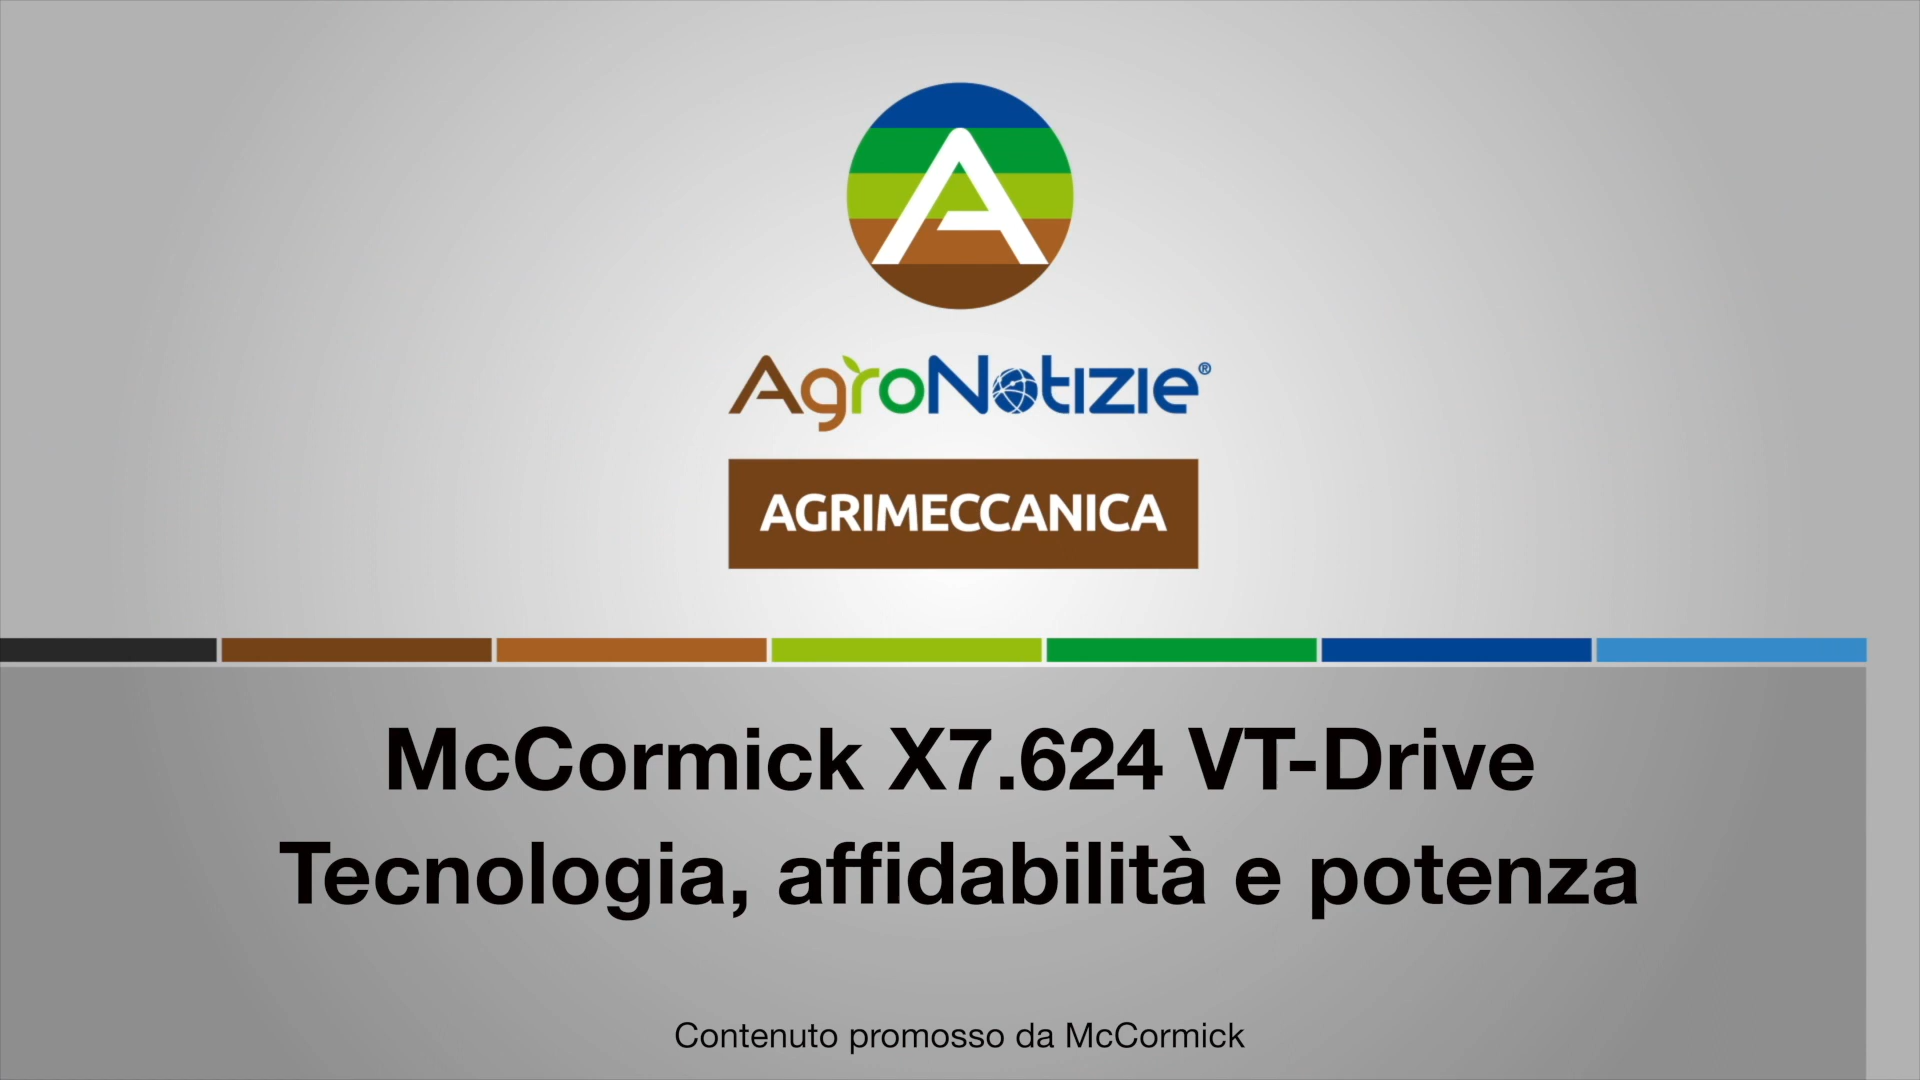 A
AgroNotizie®
AGRIMECCANICA
McCormick X7.624 VT-Drive
Tecnologia, affidabilità e potenza
Contenuto promosso da McCormick